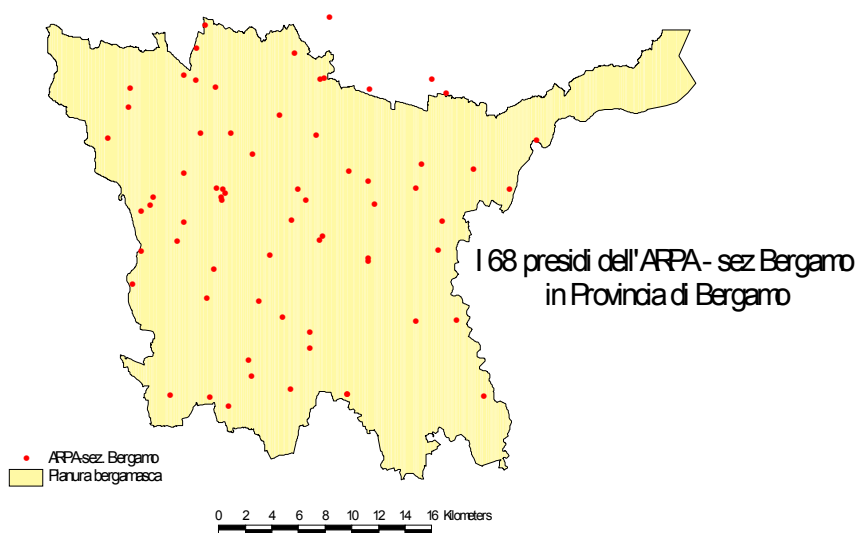 I 68 presidi dell'ARPA - sez Bergamo
in Provincia di Bergamo
ARPA-sez. Bergamo
Pianura bergamasca
0 2 4 6 8 10 12 14 16 Kilometers